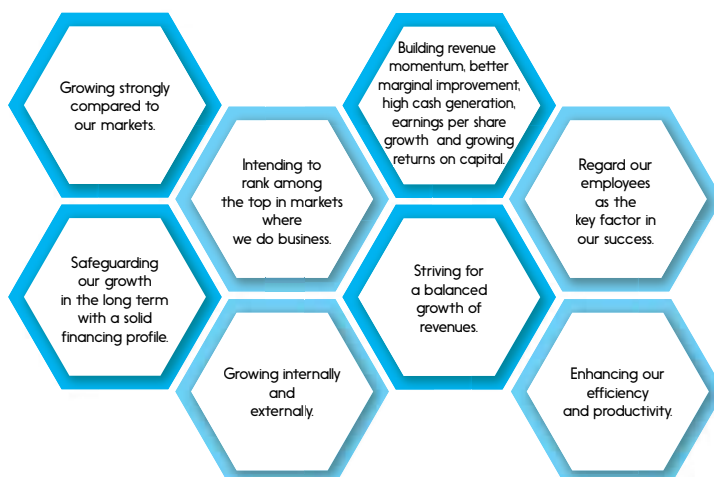 Growing strongly
compared to
our markets.
Building revenue
momentum, better
marginal improvement,
high cash generation,
earnings per share
growth and growing
returns on capital.
Intending to
rank among
the top in markets
where
we do business.
Regard our
employees
as the
key factor in
our success.
Safeguarding
our growth
in the long term
with a solid
financing profile.
Striving for
a balanced
growth of
revenues.
Growing internally
and
externally.
Enhancing our
efficiency
and productivity.